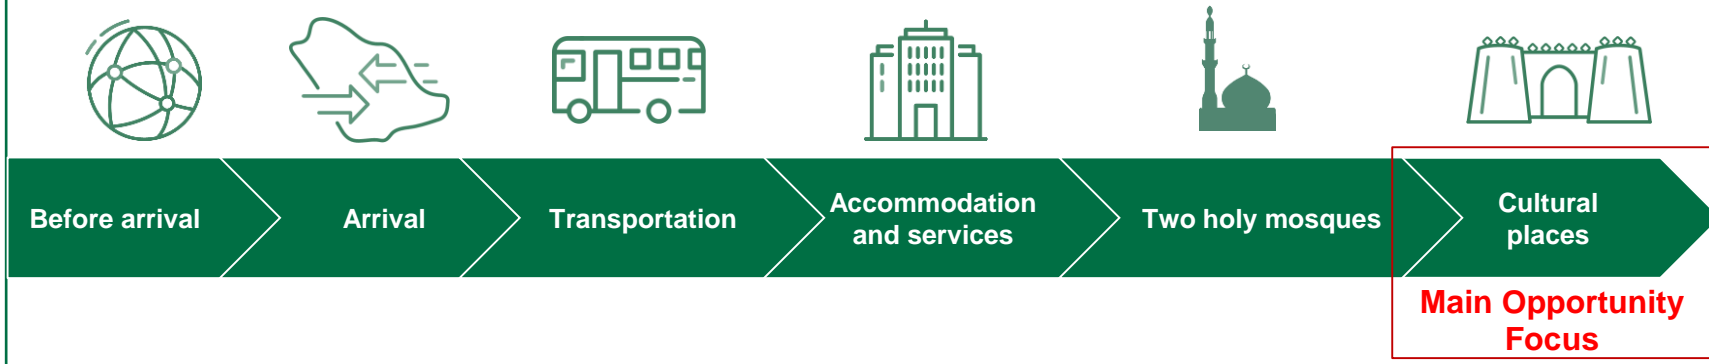 Before arrival
Arrival
Transportation
Accommodation
and services
Two holy mosques
Cultural
places
Main Opportunity
Focus